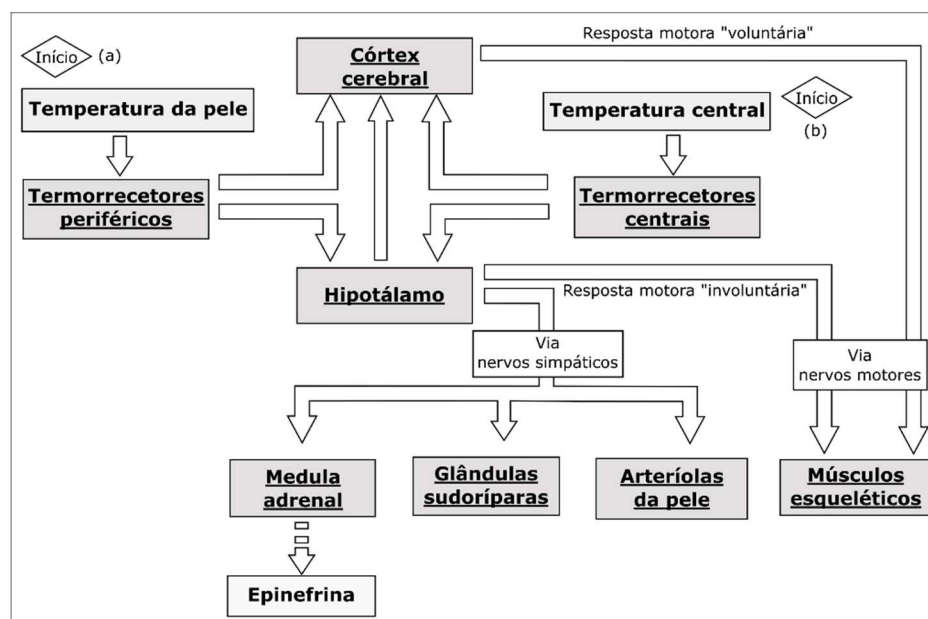 Resposta motora "voluntária"
Início
(a)
Córtex
cerebral
Temperatura da pele
Temperatura central
Início
(b)
Termorrecetores
periféricos
Termorrecetores
centrais
Hipotálamo
Resposta motora "involuntária"
Via
nervos simpáticos
Via
nervos motores
Medula
adrenal
Glândulas
sudoríparas
Arteríolas
da pele
Músculos
esqueléticos
Epinefrina